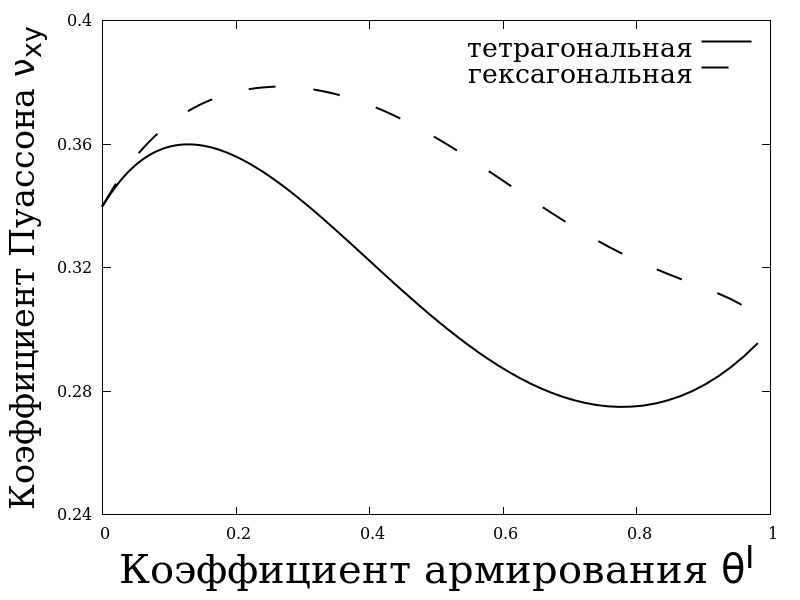 0.4
0.36
0.32
0.28
0.24
Коэффициент Пуассона νxy
тетрагональная
гексагональная
0 0.2 0.4 0.6 0.8 1
Коэффициент армирования θI